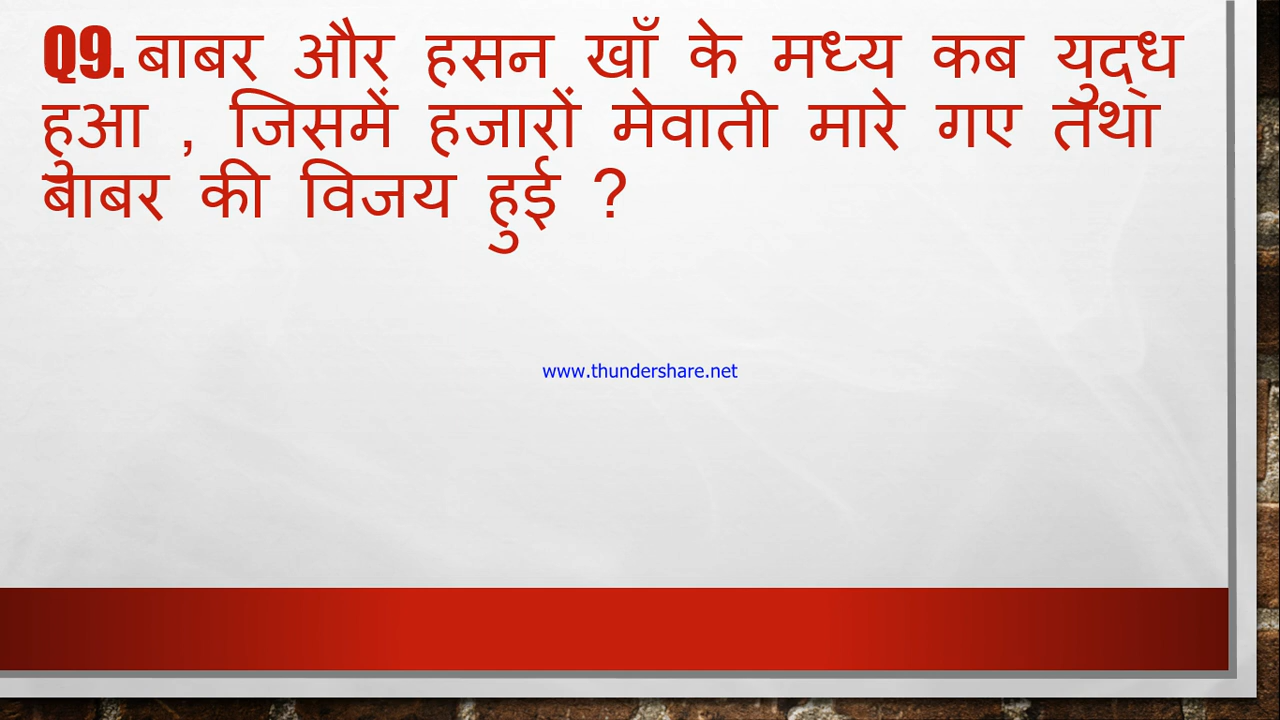 Q9. बाबर और हसन खाँ के मध्य कब युद्ध
हुआ , जिसमें हजारों मेवाती मारे गए तथा
बाबर की विजय हुई ?
www.thundershare.net